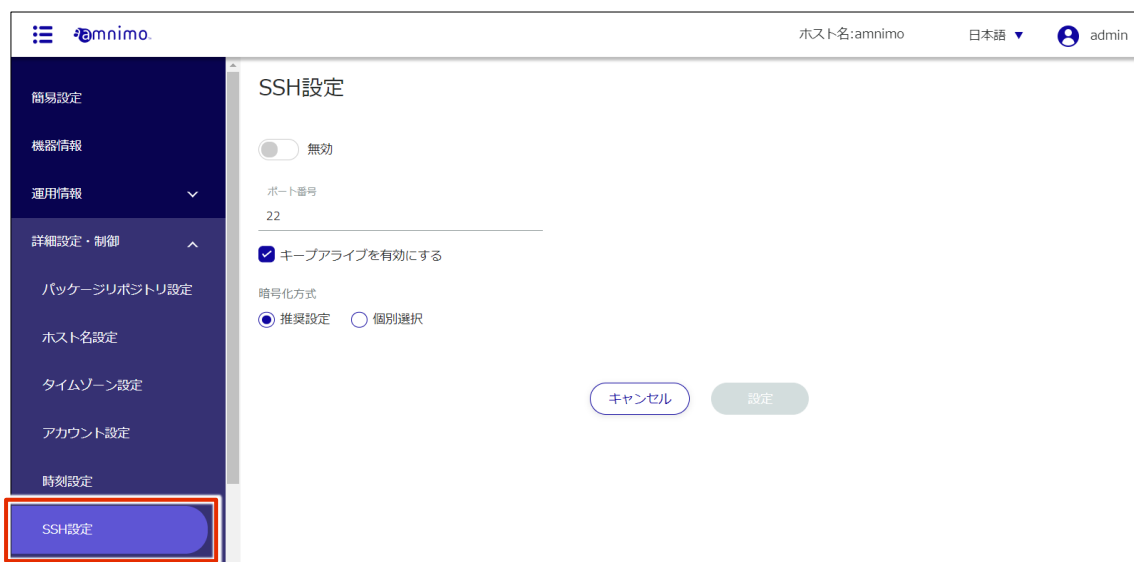 amnimo.
ホスト名:amnimo
日本語 ▼
admin
簡易設定
機器情報
運用情報
詳細設定・制御
パッケージリポジトリ設定
ホスト名設定
タイムゾーン設定
アカウント設定
時刻設定
SSH設定
SSH設定
無効
ポート番号
22
キープアライブを有効にする
暗号化方式
推奨設定 個別選択
キャンセル 設定